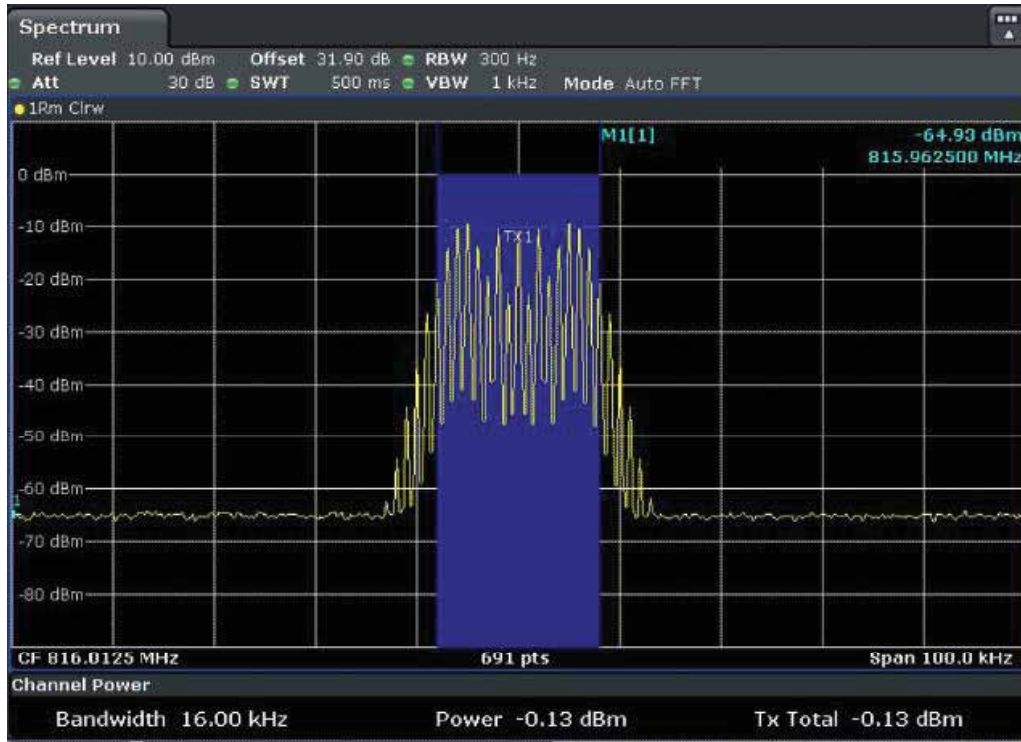 Spectrum
Ref Level 10.00 dBm Offset 31.90 dB RBW 300 Hz
Att 30 dB SWT 500 ms VBW 1 kHz Mode Auto FFT
1Rm Clrw
M1[1] -64.93 dBm
815.962500 MHz
0 dBm
-10 dBm
TX1
-20 dBm
-30 dBm
-40 dBm
-50 dBm
-60 dBm
1
-70 dBm
-80 dBm
CF 816.0125 MHz 691 pts Span 100.0 kHz
Channel Power
Bandwidth 16.00 kHz Power -0.13 dBm Tx Total -0.13 dBm